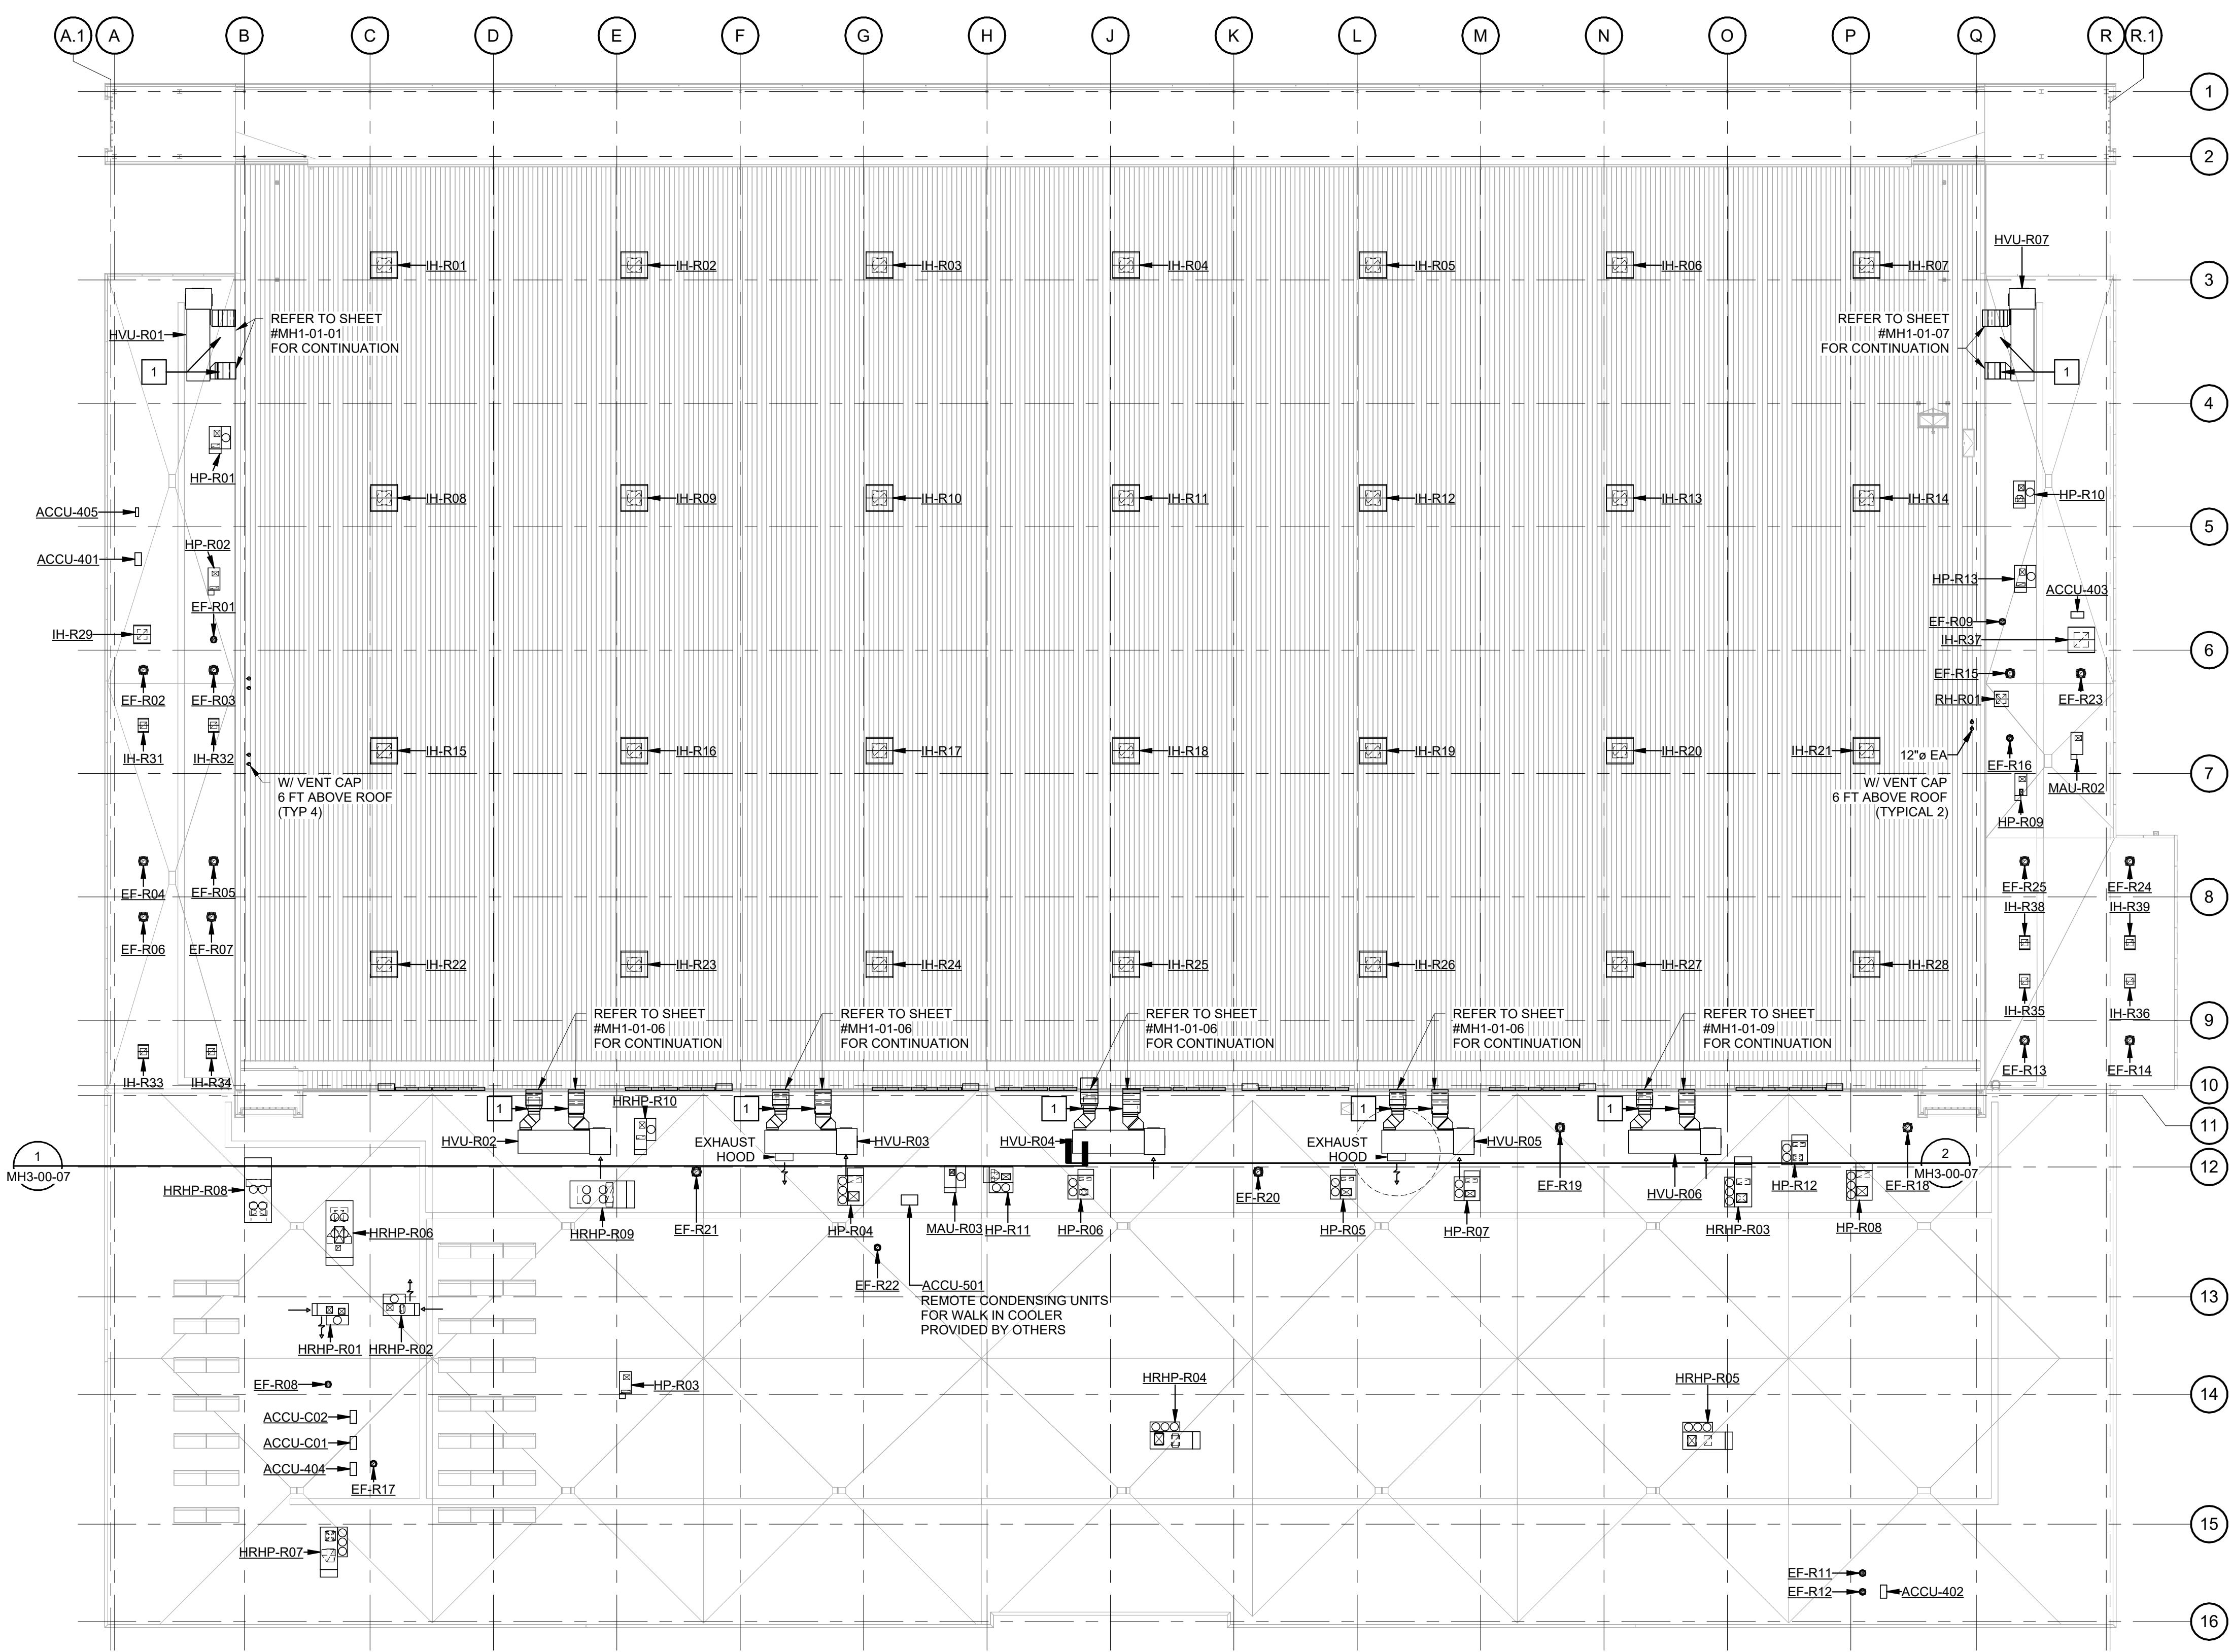 A.1
A
B
C
D
E
F
G
H
J
K
L
M
N
O
P
Q
R
R.1
1
2
HVU-R07
IH-R01
IH-R02
IH-R03
IH-R04
IH-R05
IH-R06
IH-R07
3
HVU-R01
REFER TO SHEET
#MH1-01-01
FOR CONTINUATION
1
REFER TO SHEET
#MH1-01-07
FOR CONTINUATION
1
4
HP-R01
IH-R08
IH-R09
IH-R10
IH-R11
IH-R12
IH-R13
IH-R14
HP-R10
ACCU-405
5
HP-R02
ACCU-401
HP-R13
ACCU-403
EF-R01
EF-R09
IH-R29
IH-R37
6
EF-R02
EF-R03
EF-R15
EF-R23
RH-R01
IH-R31
IH-R32
IH-R15
IH-R16
IH-R17
IH-R18
IH-R19
IH-R20
IH-R21
12"ø EA
EF-R16
7
W/ VENT CAP
6 FT ABOVE ROOF
(TYP 4)
W/ VENT CAP
6 FT ABOVE ROOF
(TYPICAL 2)
MAU-R02
HP-R09
EF-R04
EF-R05
EF-R25
EF-R24
8
IH-R38
IH-R39
EF-R06
EF-R07
IH-R22
IH-R23
IH-R24
IH-R25
IH-R26
IH-R27
IH-R28
IH-R35
IH-R36
REFER TO SHEET
#MH1-01-06
FOR CONTINUATION
REFER TO SHEET
#MH1-01-06
FOR CONTINUATION
REFER TO SHEET
#MH1-01-06
FOR CONTINUATION
REFER TO SHEET
#MH1-01-06
FOR CONTINUATION
REFER TO SHEET
#MH1-01-09
FOR CONTINUATION
9
IH-R33
IH-R34
EF-R13
EF-R14
10
1
HRHP-R10
1
1
1
1
11
HVU-R02
EXHAUST
HOOD
HVU-R03
HVU-R04
EXHAUST
HOOD
HVU-R05
1
MH3-00-07
2
MH3-00-07
12
HRHP-R08
HRHP-R06
HRHP-R09
EF-R21
HP-R04
MAU-R03
HP-R11
HP-R06
EF-R20
HP-R05
HP-R07
EF-R19
HVU-R06
HRHP-R03
HP-R12
HP-R08
EF-R18
EF-R22
ACCU-501
REMOTE CONDENSING UNITS
FOR WALK IN COOLER
PROVIDED BY OTHERS
13
HRHP-R01
HRHP-R02
EF-R08
HP-R03
HRHP-R04
HRHP-R05
14
ACCU-C02
ACCU-C01
ACCU-404
EF-R17
15
HRHP-R07
EF-R11
EF-R12
ACCU-402
16